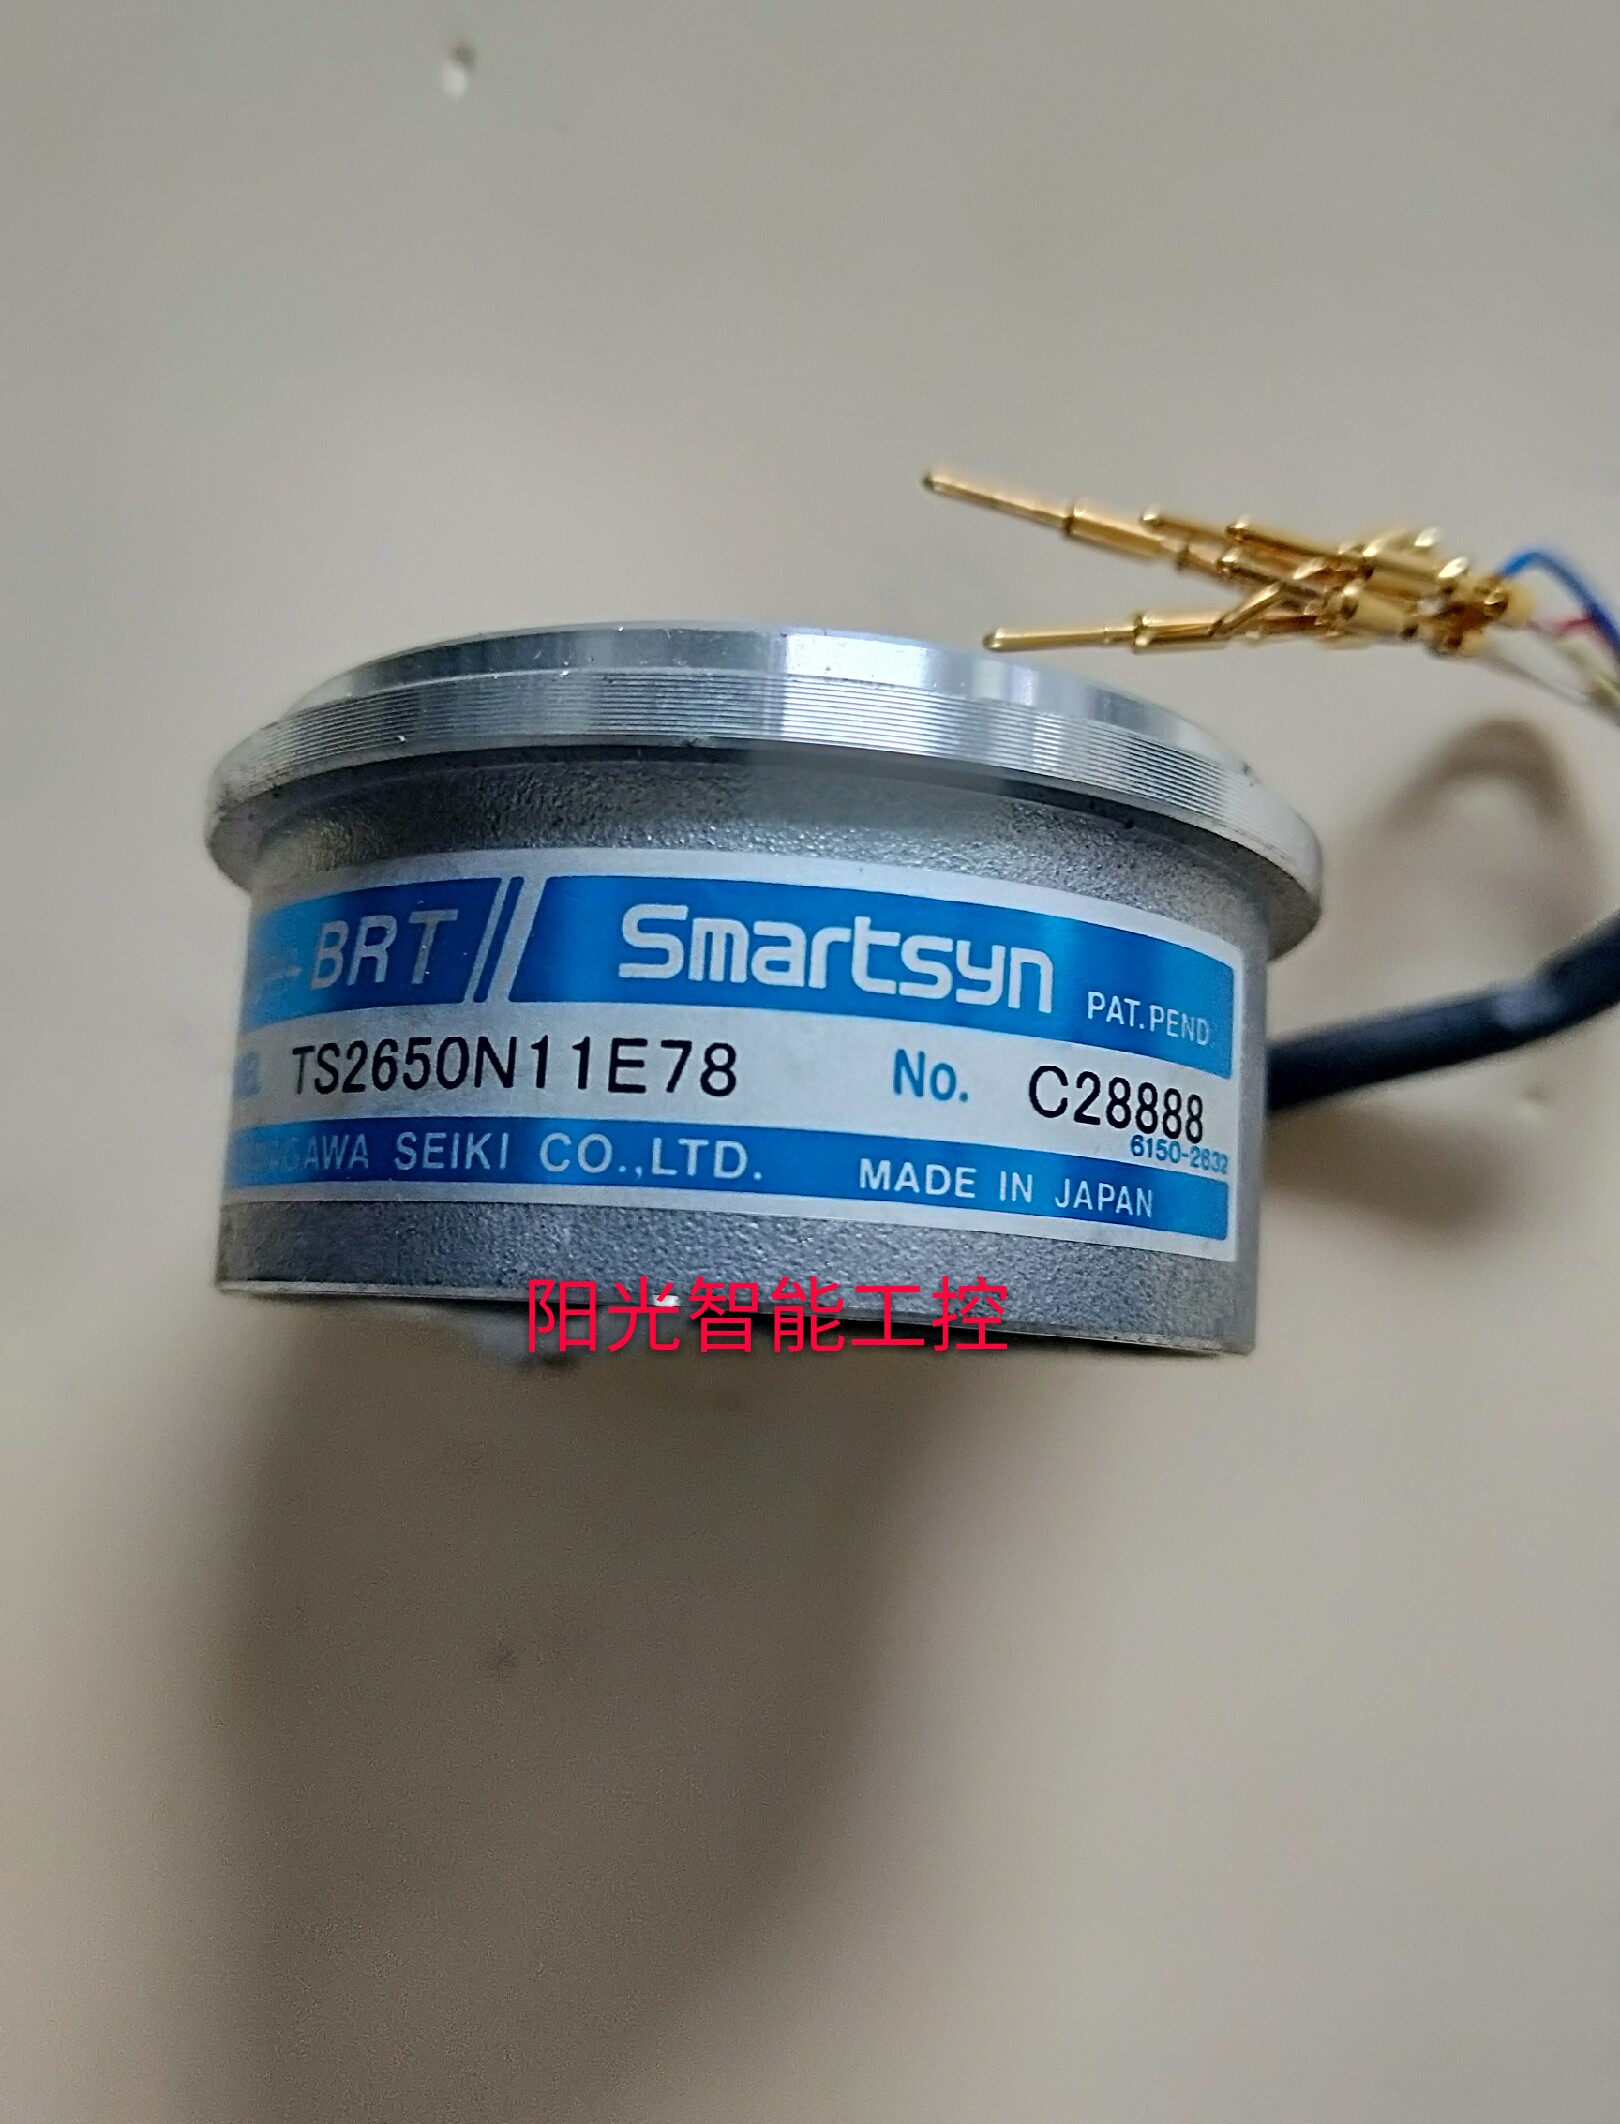 BRT // Smartsyn PAT.PEND.
TS2650N11E78 No. C28888
6150-2632
SEIKI CO.,LTD. MADE IN JAPAN
阳光智能工控